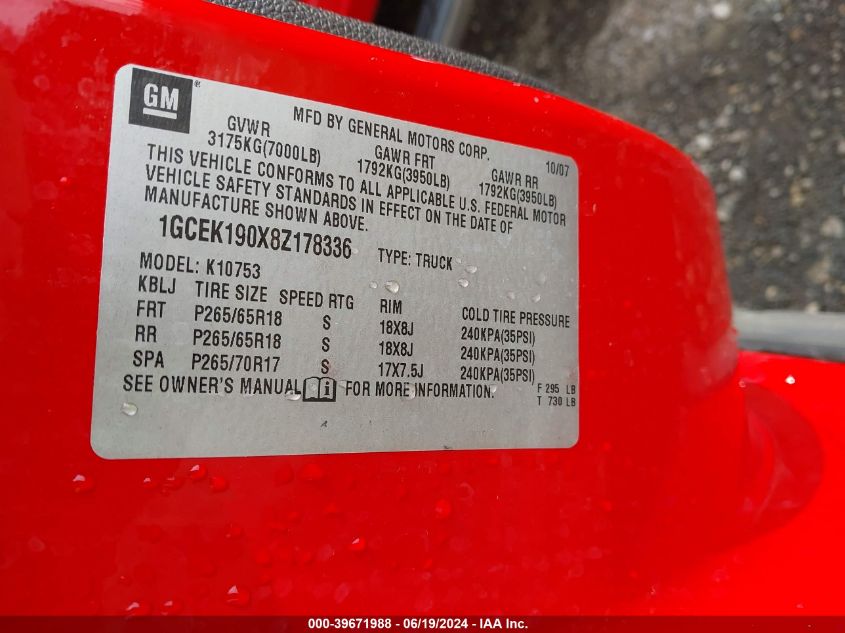 GM
MFD BY GENERAL MOTORS CORP.
10/07
GVWR GAWR FRT GAWR RR
3175KG(7000LB) 1792KG(3950LB) 1792KG(3950LB)
THIS VEHICLE CONFORMS TO ALL APPLICABLE U.S. FEDERAL MOTOR
VEHICLE SAFETY STANDARDS IN EFFECT ON THE DATE OF
MANUFACTURE SHOWN ABOVE.
1GCEK190X8Z178336 TYPE: TRUCK
MODEL: K10753
KBLJ TIRE SIZE SPEED RTG RIM COLD TIRE PRESSURE
FRT P265/65R18 S 18X8J 240KPA(35PSI)
RR P265/65R18 S 18X8J 240KPA(35PSI)
SPA P265/70R17 S 17X7.5J 240KPA(35PSI)
SEE OWNER'S MANUAL i FOR MORE INFORMATION.
F 295 LB
T 730 LB
000-39671988 - 06/19/2024 - IAA Inc.